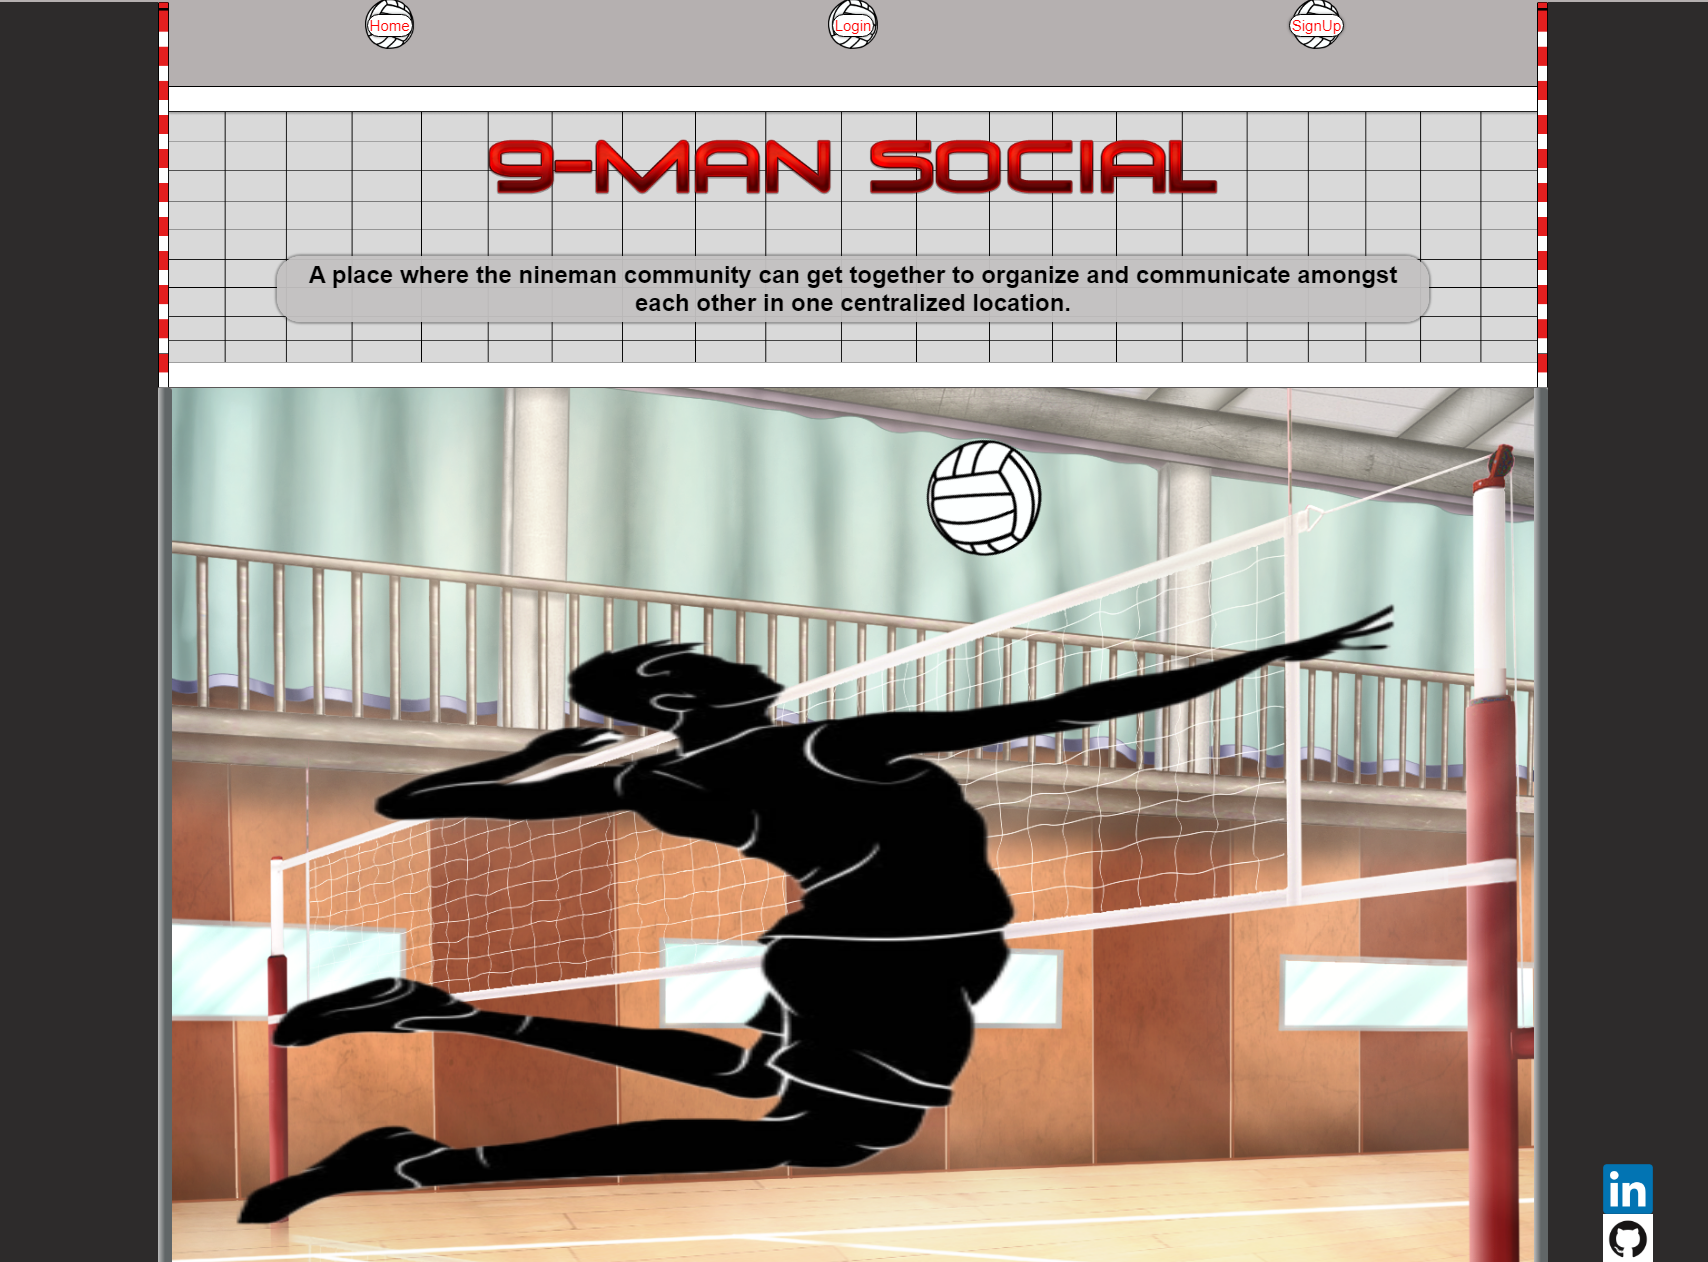 Home
Login
SignUp
9-MAN SOCIAL
A place where the nineman community can get together to organize and communicate amongst
each other in one centralized location.
in